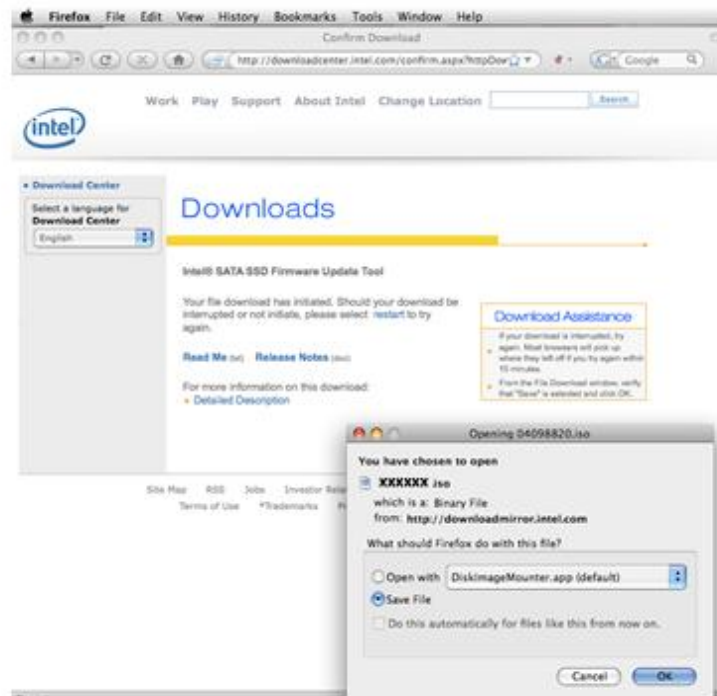 Firefox File Edit View History Bookmarks Tools Window Help
Confirm Download
http://downloadcenter.intel.com/confirm.aspx?httpDow
Google
Work Play Support About Intel Change Location
Search
intel
Download Center
Select a language for
Download Center
English
Downloads
Intel® SATA SSD Firmware Update Tool
Your file download has initiated. Should your download be
interrupted or not initiate, please select restart to try
again.
Read Me (txt) Release Notes
For more information on this download:
Detailed Description
Download Assistance
If your download is interrupted, try
again. Most browsers will pick up
where they left off if you try again within
10 minutes.
From the File Download window, verify
that "Save" is selected and click OK.
Site Map RSS Jobs Investor Rela
Terms of Use *Trademarks
Opening 04098820.iso
You have chosen to open
XXXXXX iso
which is a: Binary File
from: http://downloadmirror.intel.com
What should Firefox do with this file?
Open with DiskImageMounter.app (default)
Save File
Do this automatically for files like this from now on.
Cancel OK